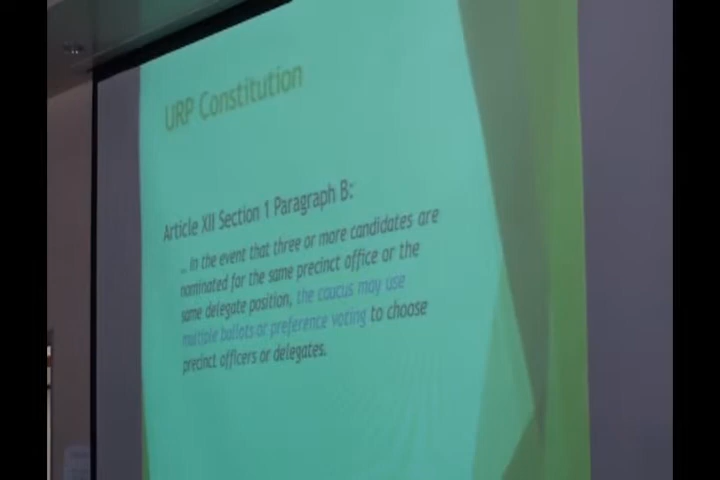 URP Constitution
Article XII Section 1 Paragraph B:
… In the event that three or more candidates are
nominated for the same precinct office or the
same delegate position, the caucus may use
multiple ballots or preference voting to choose
precinct officers or delegates.